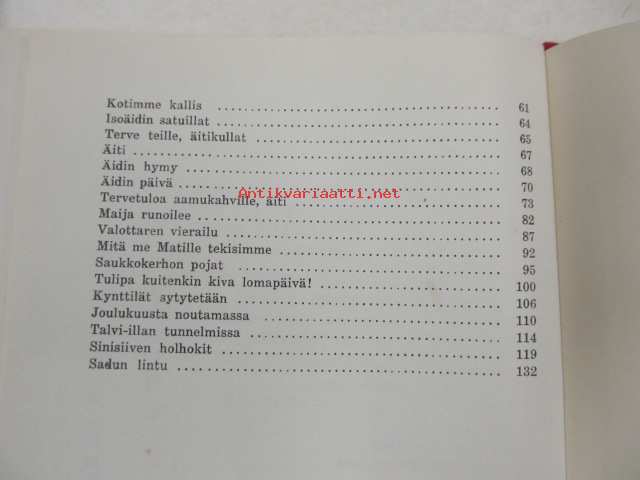 Kotimme kallis ........ 61
Isoäidin satuillat ........ 64
Terve teille, äitikullat ........ 65
Äiti ........ 67
Äidin hymy ........ 68
Äidin päivä ........ 70
Antikvariaatti.net
Tervetuloa aamukahville, äiti ........ 73
Maija runoilee ........ 82
Valottaren vierailu ........ 87
Mitä me Matille tekisimme ........ 92
Saukkokerhon pojat ........ 95
Tulipa kuitenkin kiva lomapäivä! ........ 100
Kynttilät sytytetään ........ 106
Joulukuusta noutamassa ........ 110
Talvi-illan tunnelmissa ........ 114
Sinisiiven holhokit ........ 119
Sadun lintu ........ 132